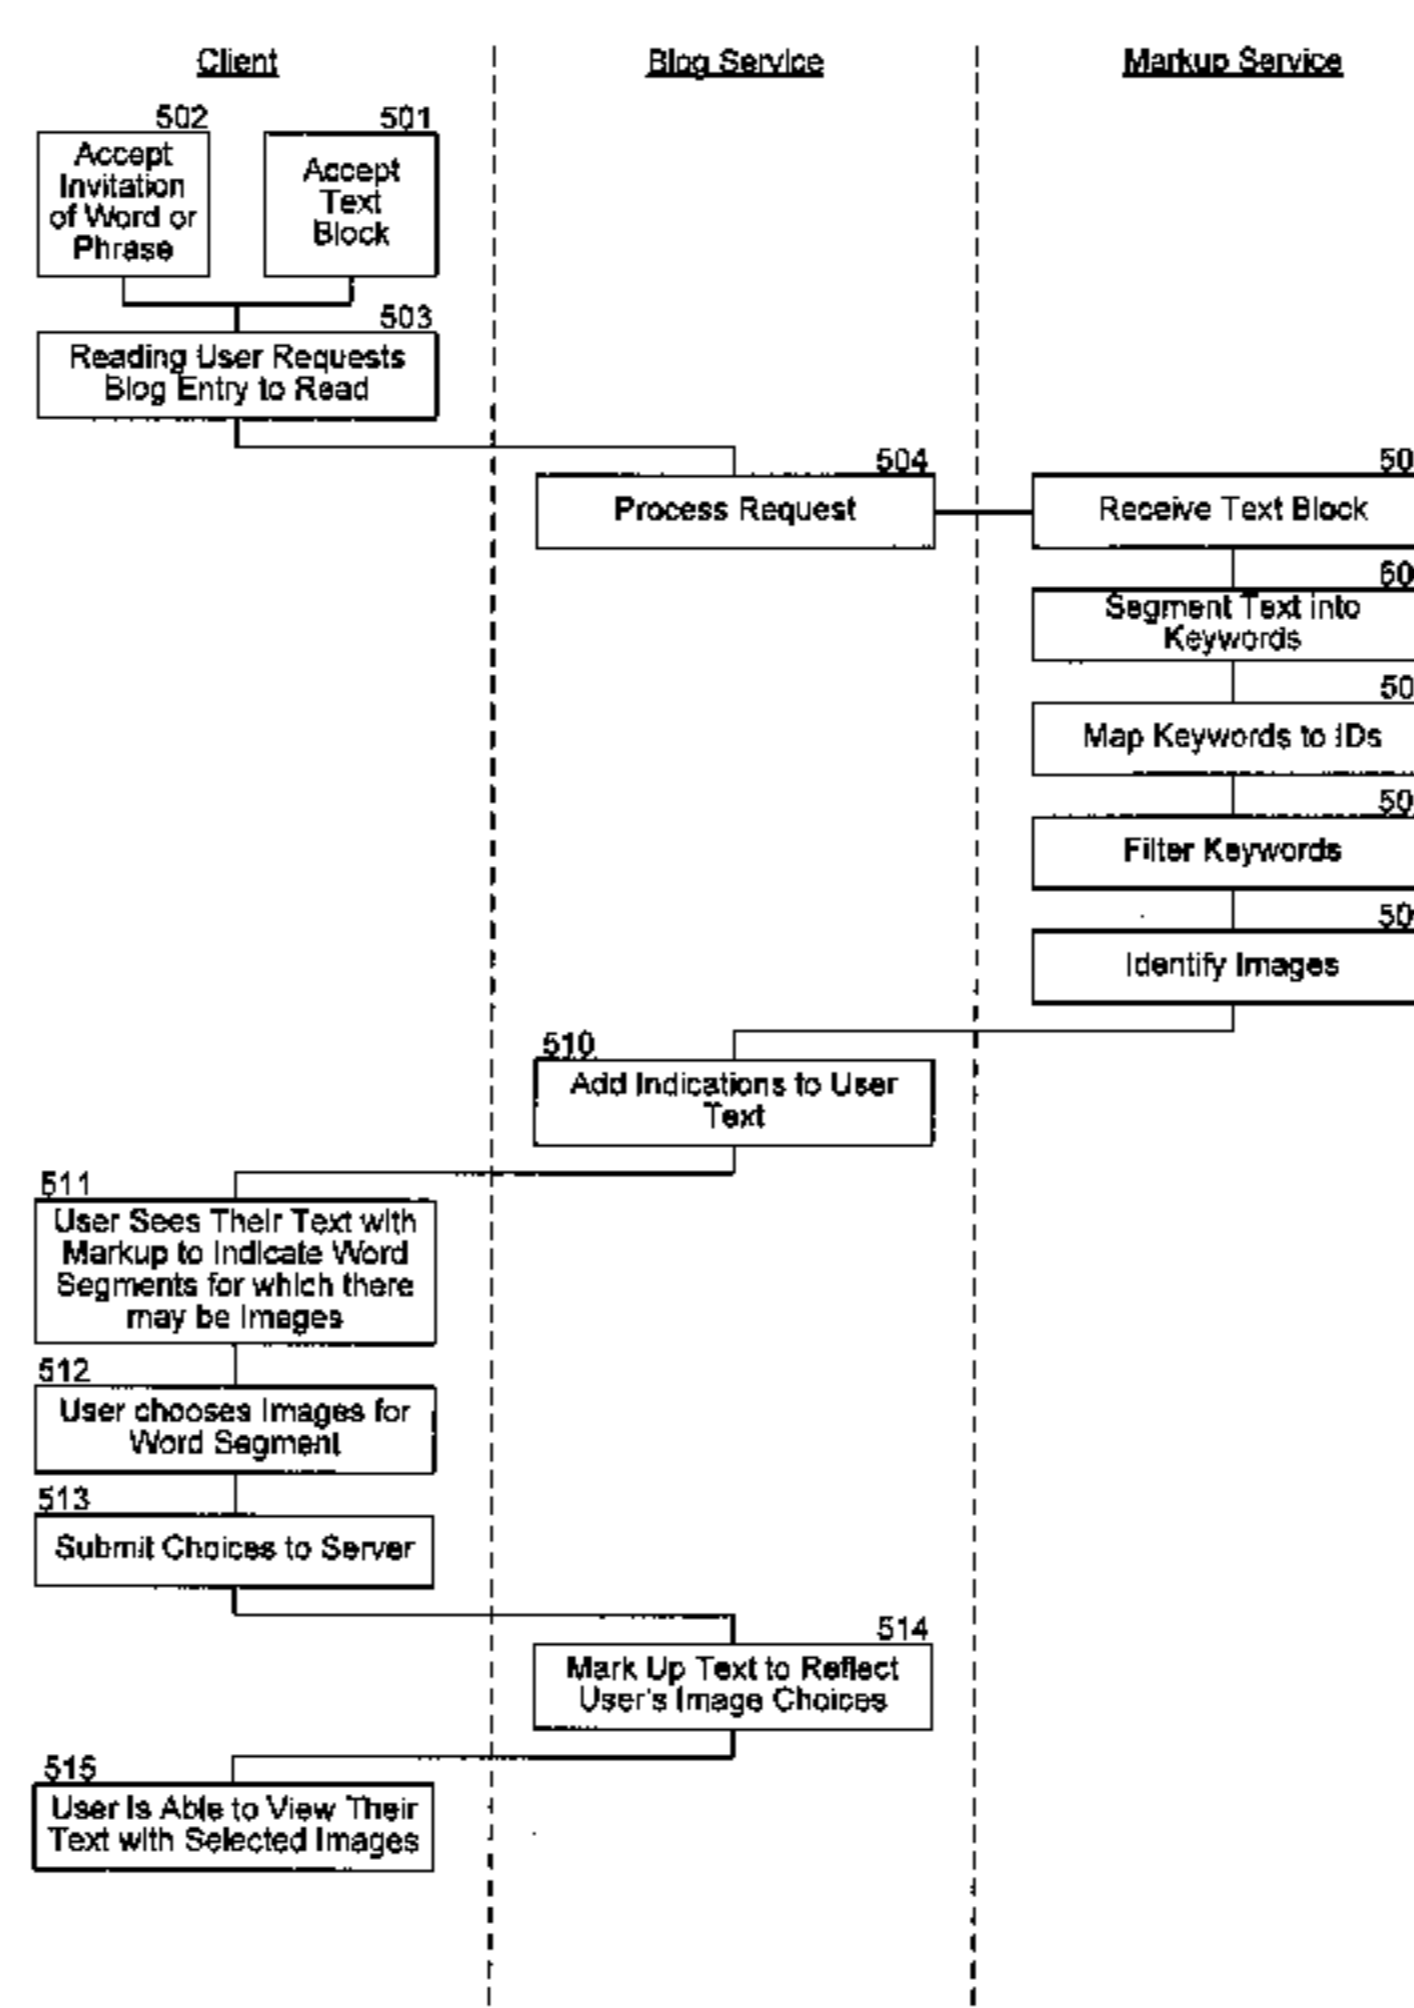 Client
Blog Service
Markup Service
502
Accept
Invitation
of Word or
Phrase
501
Accept
Text
Block
503
Reading User Requests
Blog Entry to Read
504
Process Request
50
Receive Text Block
60
Segment Text into
Keywords
50
Map Keywords to IDs
50
Filter Keywords
50
Identify Images
510
Add Indications to User
Text
511
User Sees Their Text with
Markup to Indicate Word
Segments for which there
may be Images
512
User chooses Images for
Word Segment
513
Submit Choices to Server
514
Mark Up Text to Reflect
User's Image Choices
515
User Is Able to View Their
Text with Selected Images